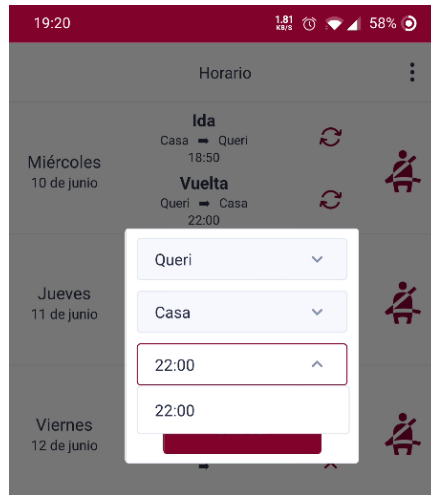 19:20
1.81
KB/S
58%
Horario
Ida
Casa ➡ Queri
18:50
Miércoles
10 de junio
Vuelta
Queri ➡ Casa
22:00
Queri
Casa
22:00
22:00
Jueves
11 de junio
Viernes
12 de junio